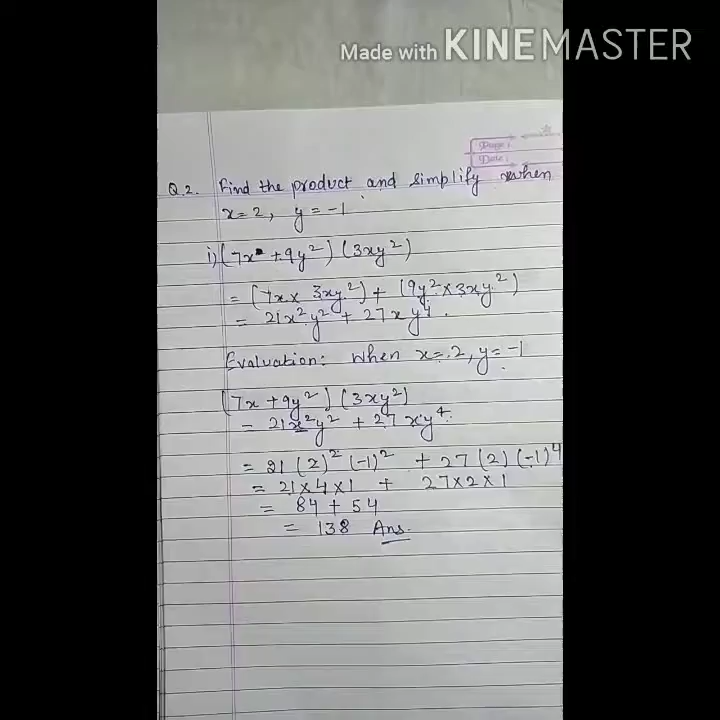 Made with KINEMASTER
Page:
Date:
Q.2. Find the product and simplify when
x=2, y=-1
i) (7x + 9y²) (3xy²)
= (7x × 3xy²) + (9y² × 3xy²)
= 21x²y² + 27xy⁴.
Evaluation: When x=2, y=-1
(7x + 9y²) (3xy²)
= 21x²y² + 27xy⁴
= 21 (2)² (-1)² + 27 (2) (-1)⁴
= 21×4×1 + 27×2×1
= 84 + 54
= 138 Ans.